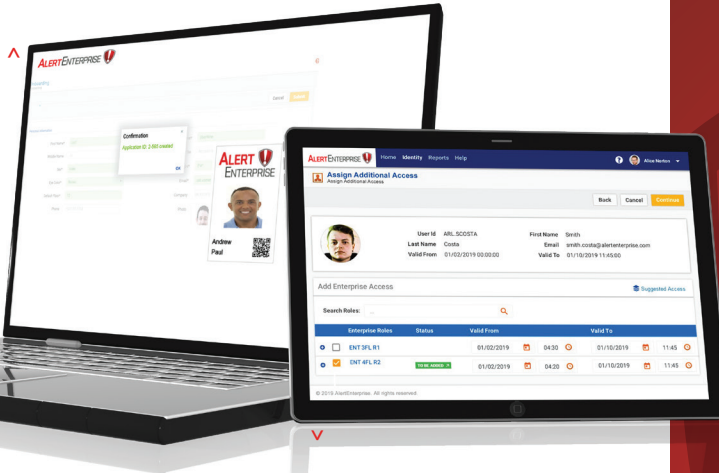 ALERTENTERPRISE
Confirmation
Application ID: 2-593 created
OK
ALERT
ENTERPRISE
Andrew
Paul
ALERTENTERPRISE Home Identity Reports Help Alice Norton
Assign Additional Access
Assign Additional Access
Back Cancel Continue
User Id ARL.SCOSTA First Name Smith
Last Name Costa Email smith.costa@alertenterprise.com
Valid From 01/02/2019 00:00:00 Valid To 01/10/2019 11:45:00
Add Enterprise Access Suggested Access
Search Roles:
Enterprise Roles Status Valid From Valid To
ENT 3FL R1 01/02/2019 04:30 01/10/2019 11:45
ENT 4FL R2 TO BE ADDED 01/02/2019 04:20 01/10/2019 11:45
© 2019 AlertEnterprise. All rights reserved